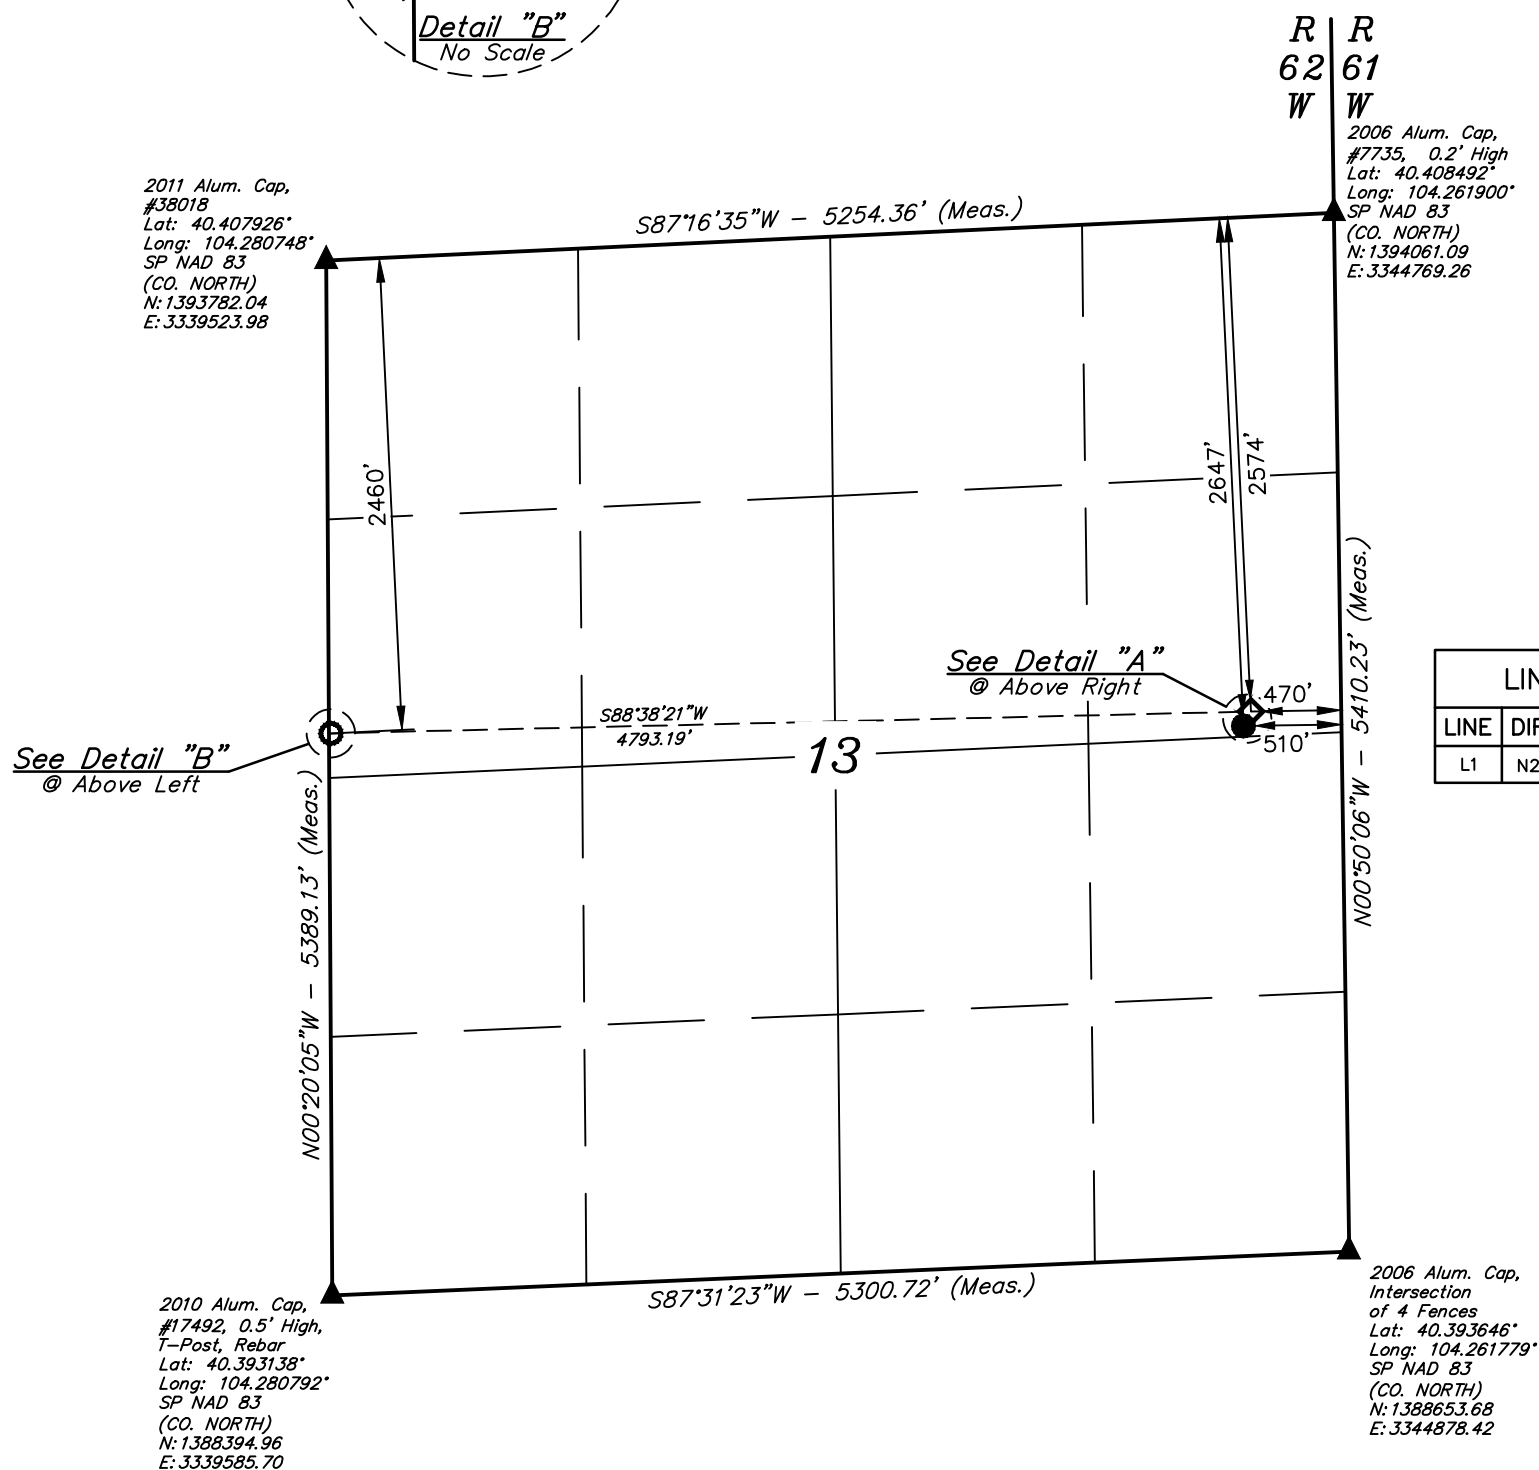 Detail "B"
No Scale
R R
62 61
W W
2006 Alum. Cap,
#7735, 0.2' High
Lat: 40.408492°
Long: 104.261900°
SP NAD 83
(CO. NORTH)
N:1394061.09
E:3344769.26
2011 Alum. Cap,
#38018
Lat: 40.407926°
Long: 104.280748°
SP NAD 83
(CO. NORTH)
N:1393782.04
E:3339523.98
S87°16'35"W – 5254.36' (Meas.)
2460'
2647'
2574'
N00°50'06"W – 5410.23' (Meas.)
See Detail "A"
@ Above Right
470'
510'
S88°38'21"W
4793.19'
13
See Detail "B"
@ Above Left
N00°20'05"W – 5389.13' (Meas.)
LIN
LINE DIR
L1 N2
S87°31'23"W – 5300.72' (Meas.)
2010 Alum. Cap,
#17492, 0.5' High,
T-Post, Rebar
Lat: 40.393138°
Long: 104.280792°
SP NAD 83
(CO. NORTH)
N:1388394.96
E:3339585.70
2006 Alum. Cap,
Intersection
of 4 Fences
Lat: 40.393646°
Long: 104.261779°
SP NAD 83
(CO. NORTH)
N:1388653.68
E:3344878.42